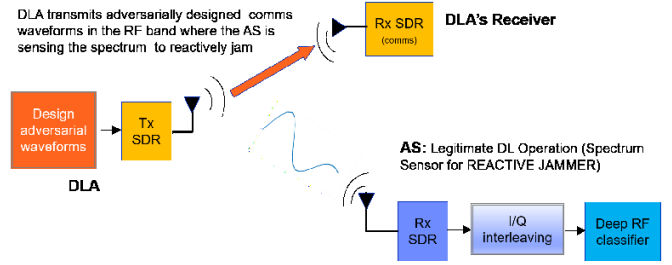 DLA transmits adversarially designed comms
waveforms in the RF band where the AS is
sensing the spectrum to reactively jam
Rx SDR
(comms)
DLA's Receiver
Design
adversarial
waveforms
Tx
SDR
DLA
AS: Legitimate DL Operation (Spectrum
Sensor for REACTIVE JAMMER)
Rx
SDR
I/Q
interleaving
Deep RF
classifier